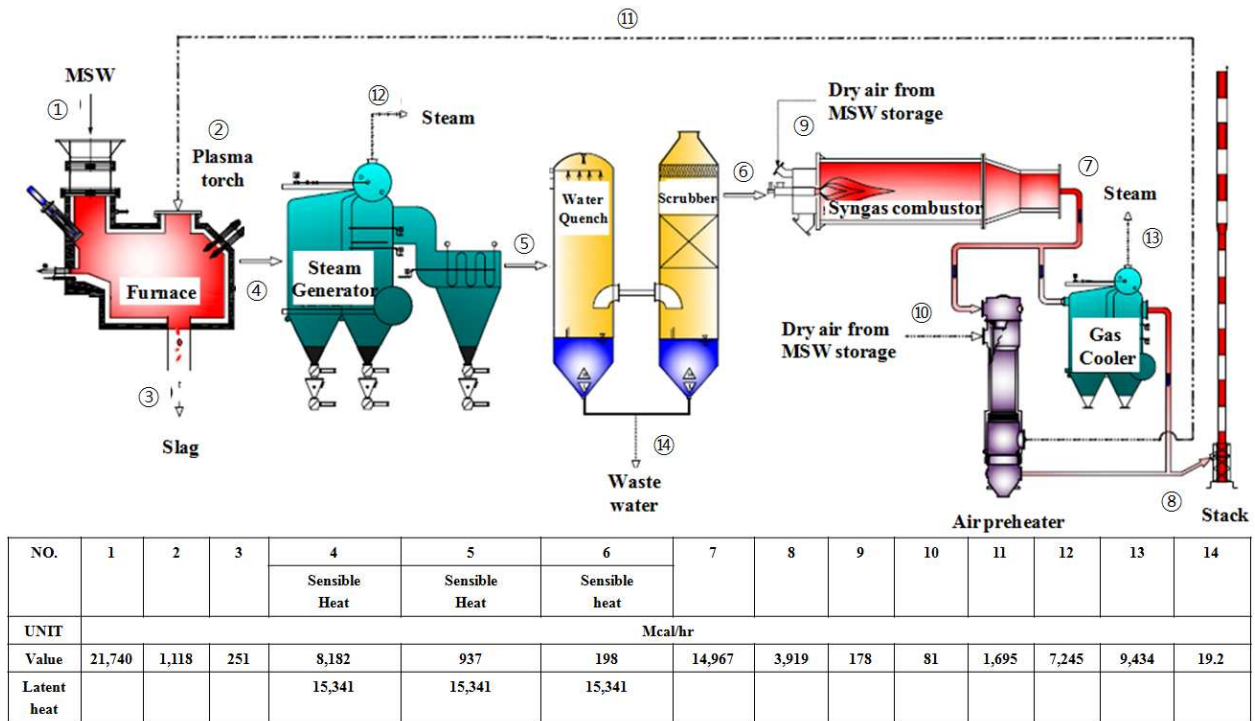 ⑪
MSW
①
②
Plasma
torch
Furnace
③
Slag
④
⑫
Steam
Steam
Generator
⑤
Water
Quench
Scrubber
⑭
Waste
water
⑥
Dry air from
MSW storage
⑨
Syngas combustor
⑦
Steam
⑬
⑩
Dry air from
MSW storage
Gas
Cooler
Air preheater
⑧
Stack
NO. 1 2 3 4 5 6 7 8 9 10 11 12 13 14
Sensible Heat Sensible Heat Sensible heat
UNIT Mcal/hr
Value 21,740 1,118 251 8,182 937 198 14,967 3,919 178 81 1,695 7,245 9,434 19.2
Latent heat 15,341 15,341 15,341